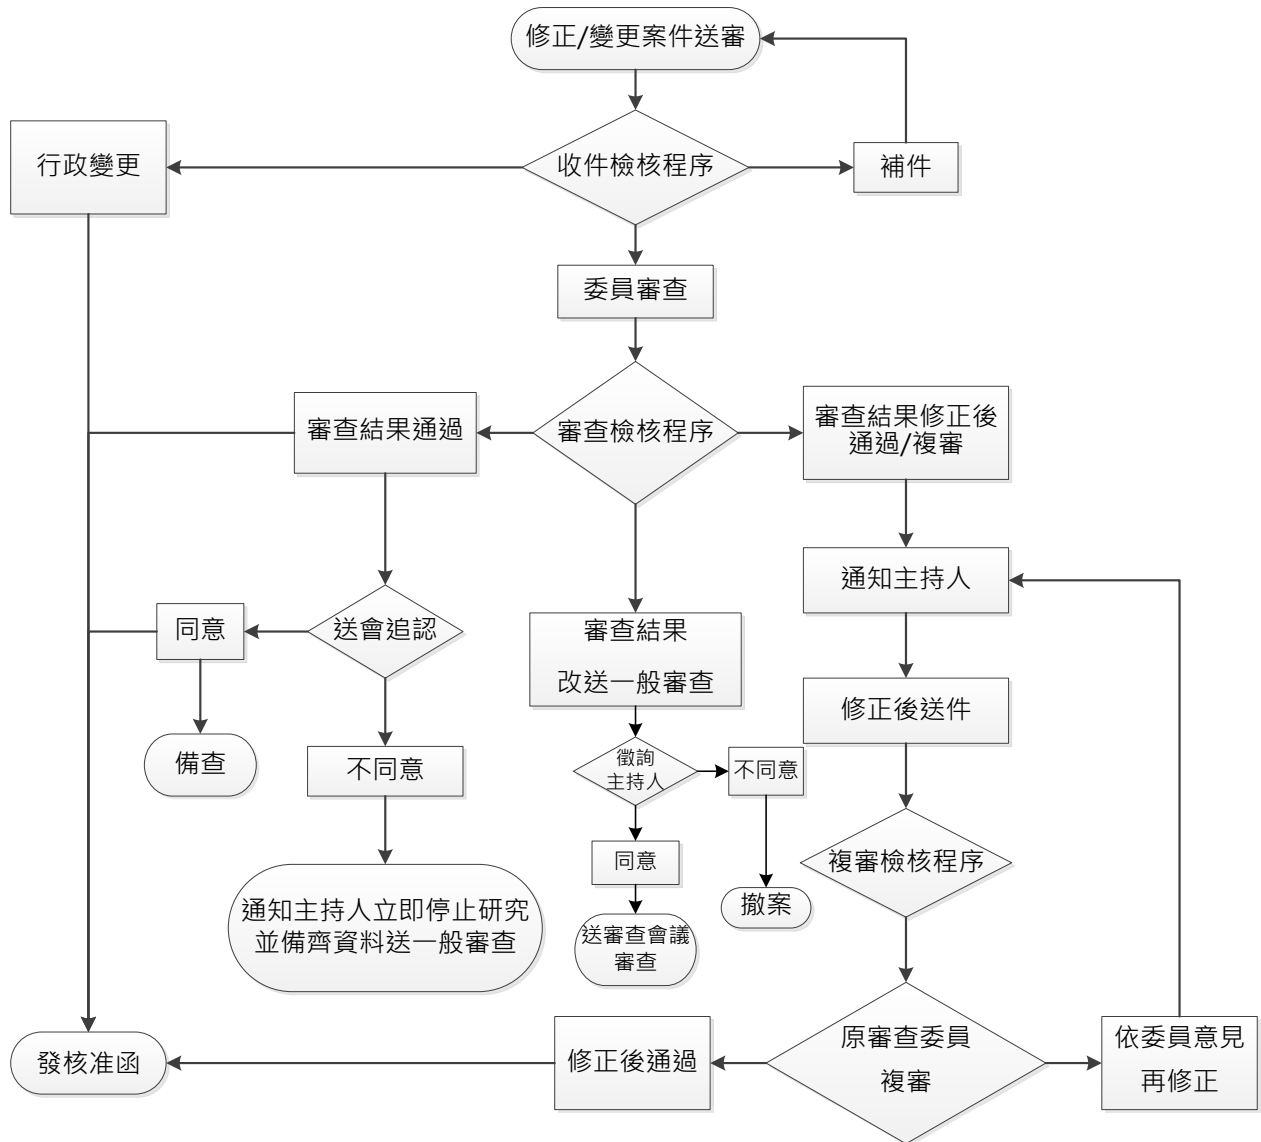 修正/變更案件送審
行政變更
收件檢核程序
補件
委員審查
審查結果通過
審查檢核程序
審查結果修正後
通過/複審
通知主持人
同意
送會追認
審查結果
改送一般審查
修正後送件
備查
不同意
徵詢
主持人
不同意
同意
複審檢核程序
通知主持人立即停止研究
並備齊資料送一般審查
送審查會議
審查
撤案
發核准函
修正後通過
原審查委員
複審
依委員意見
再修正